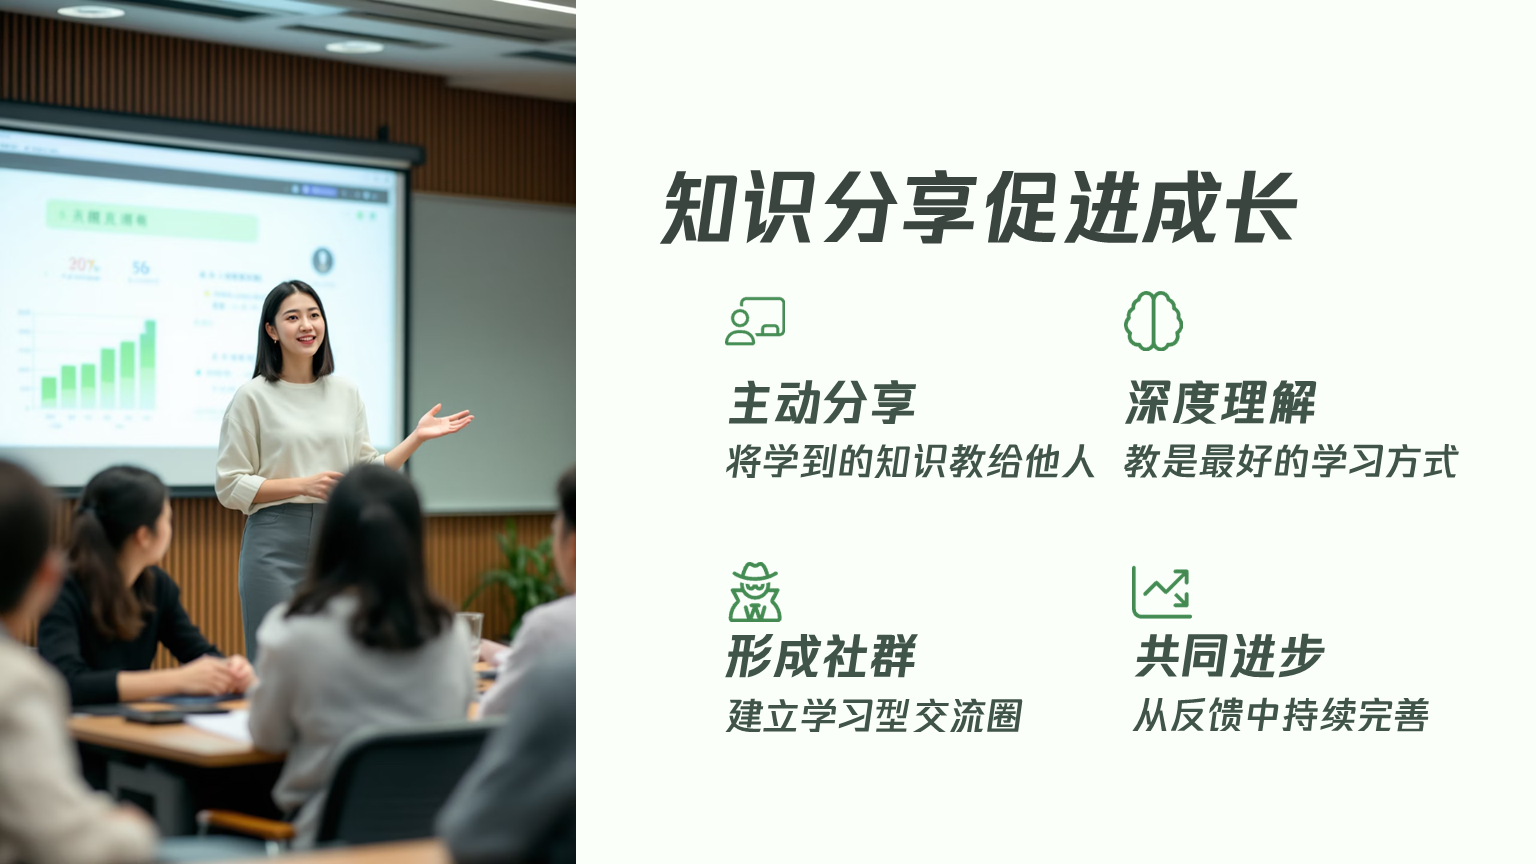 知识分享促进成长
主动分享
将学到的知识教给他人
深度理解
教是最好的学习方式
形成社群
建立学习型交流圈
共同进步
从反馈中持续完善
20%
56